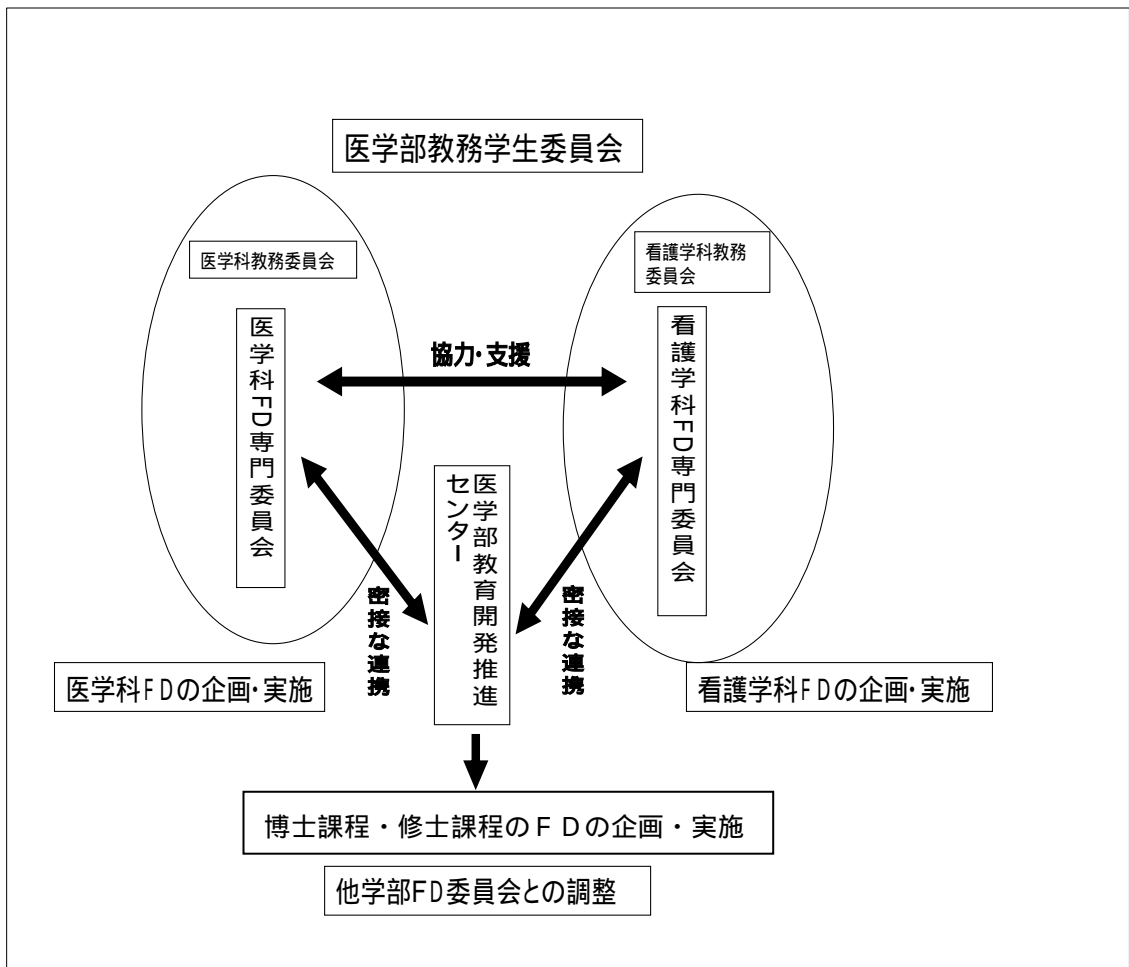 医学部教務学生委員会
医学科教務委員会
看護学科教務
委員会
医学科FD専門委員会
協力・支援
看護学科FD専門委員会
医学部教育開発推進
センター
密接な連携
密接な連携
医学科FDの企画・実施
看護学科FDの企画・実施
博士課程・修士課程のＦＤの企画・実施
他学部FD委員会との調整